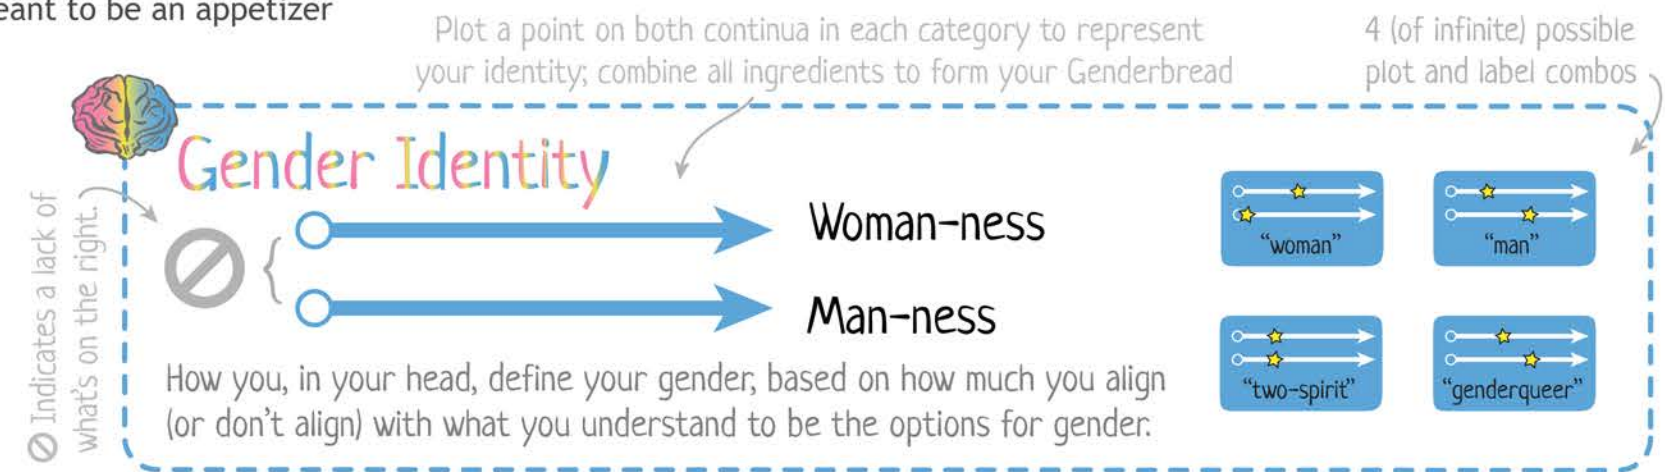 to be an appetizer
Plot a point on both continua in each category to represent
your identity; combine all ingredients to form your Genderbread
4 (of infinite) possible
plot and label combos
Gender Identity
⃠ Indicates a lack of
what's on the right.
Woman-ness
Man-ness
How you, in your head, define your gender, based on how much you align
(or don't align) with what you understand to be the options for gender.
"woman"
"man"
"two-spirit"
"genderqueer"